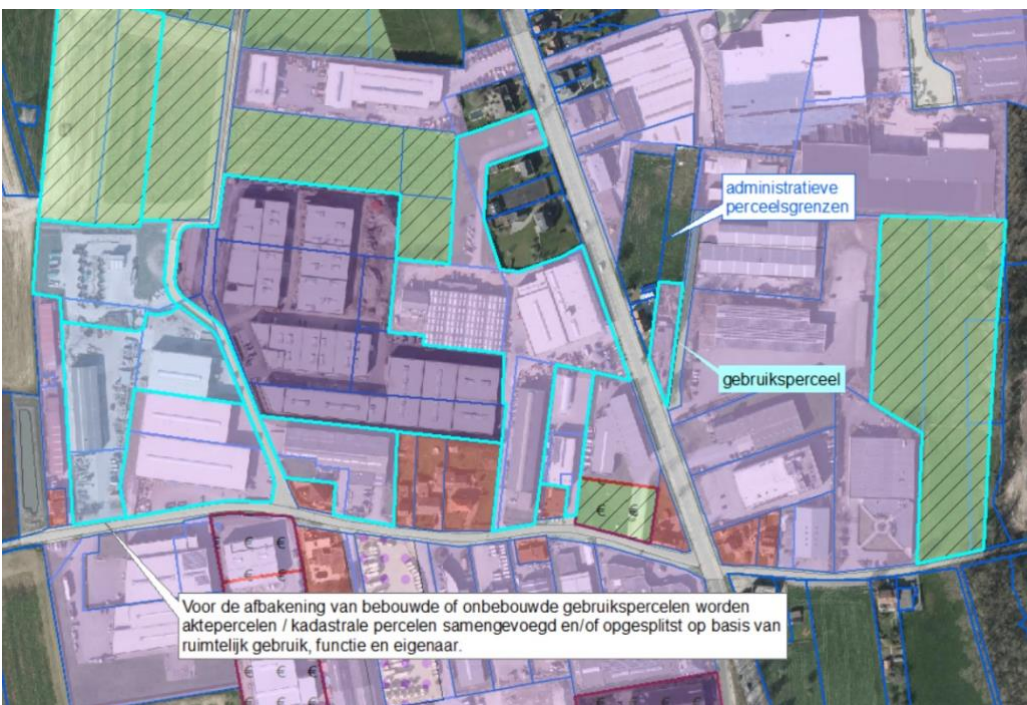 administratieve
perceelsgrenzen
gebruiksperceel
€ €
€ €
€ €
Voor de afbakening van bebouwde of onbebouwde gebruikspercelen worden
aktepercelen / kadastrale percelen samengevoegd en/of opgesplitst op basis van
ruimtelijk gebruik, functie en eigenaar.
€ €
€ €
€ €